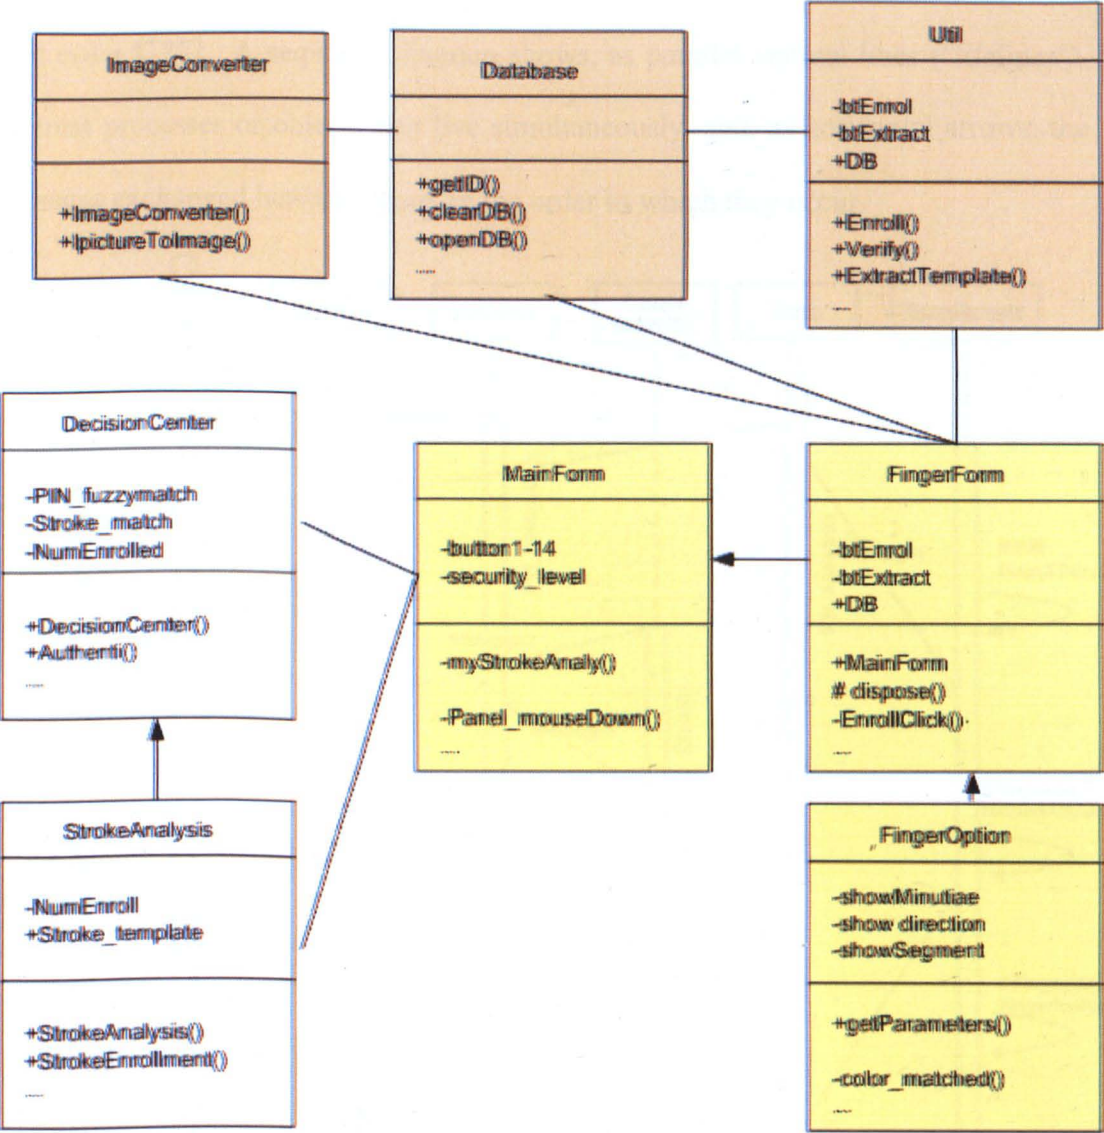 ImageConverter
+ImageConverter()
+IpictureToImage()
Database
+getID()
+clearDB()
+openDB()
....
Util
-btEnrol
-btExtract
+DB
+Enroll()
+Verify()
+ExtractTemplate()
....
DecisionCenter
-PIN_fuzzymatch
-Stroke_match
-NumEnrolled
+DecisionCenter()
+Authenti()
....
MainForm
-button1-14
-security_level
-myStrokeAnaly()
-Panel_mouseDown()
....
FingerForm
-btEnrol
-btExtract
+DB
+MainForm
# dispose()
-EnrollClick()
....
StrokeAnalysis
-NumEnroll
+Stroke_template
+StrokeAnalysis()
+StrokeEnrollment()
....
FingerOption
-showMinutiae
-show direction
-showSegment
+getParameters()
-color_matched()
....